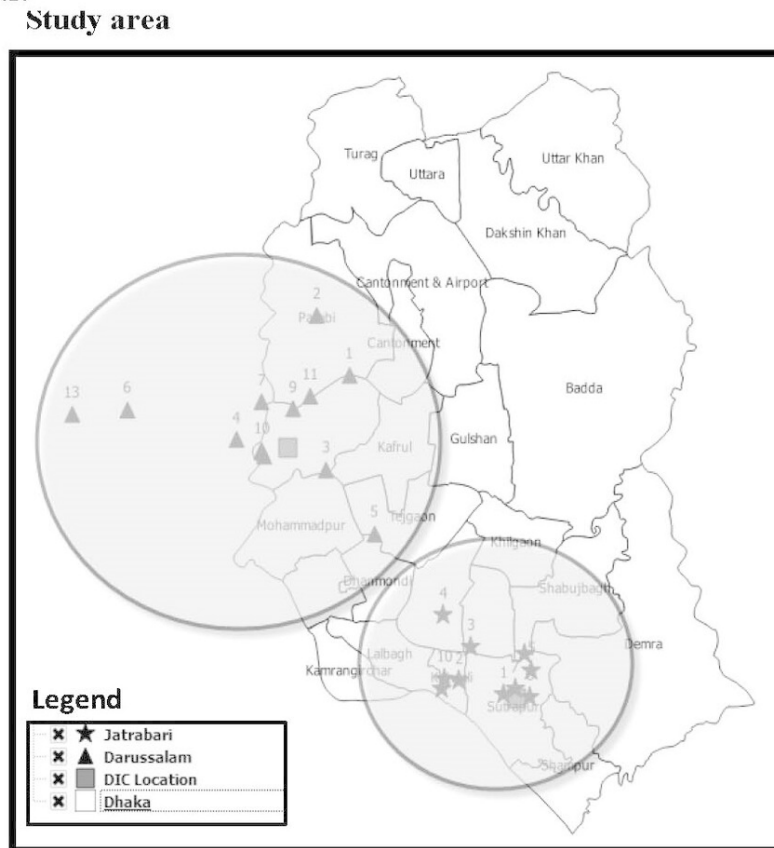 Study area
Turag
Uttar Khan
Uttara
Dakshin Khan
Cantonment & Airport
2
Cantonment
1
11
7
9
13
6
Badda
4
10
Gulshan
3
Kafrul
5
Tejgaon
Mohammadpur
Khilgaon
Dhanmondi
Shabujbagh
4
3
Demra
Lalbagh
Kamrangirchar
10
2
1
Sutrapur
Shampur
Legend
Jatrabari
Darussalam
DIC Location
Dhaka